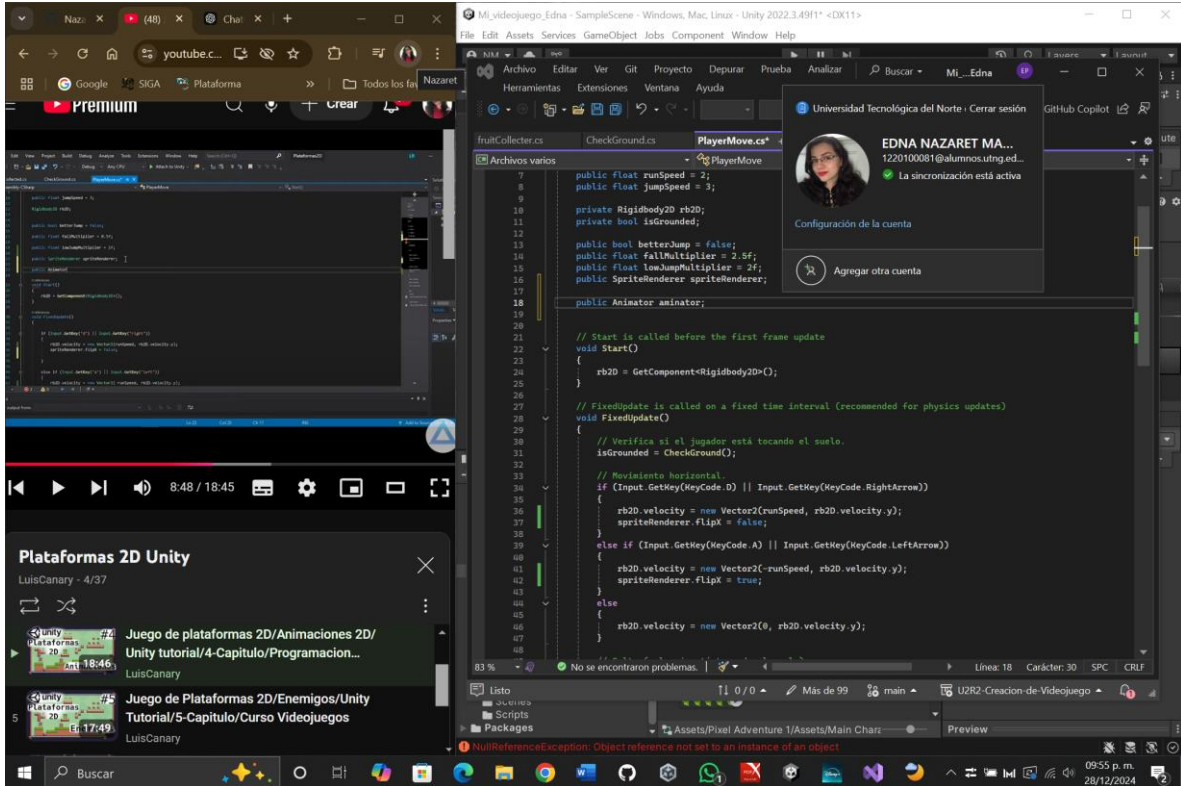 Naza
(48)
Chat
youtube.c...
Google
SIGA
Plataforma
Todos los fav
Nazaret
Premium
Crear
8:48 / 18:45
Plataformas 2D Unity
LuisCanary - 4/37
Juego de plataformas 2D/Animaciones 2D/
Unity tutorial/4-Capitulo/Programacion...
LuisCanary
18:46
5
Juego de Plataformas 2D/Enemigos/Unity
Tutorial/5-Capitulo/Curso Videojuegos
LuisCanary
17:49
Mi_videojuego_Edna - SampleScene - Windows, Mac, Linux - Unity 2022.3.49f1* <DX11>
File Edit Assets Services GameObject Jobs Component Window Help
Layers
Layout
Archivo Editar Ver Git Proyecto Depurar Prueba Analizar
Buscar
Mi_...Edna
EP
Herramientas Extensiones Ventana Ayuda
GitHub Copilot
Universidad Tecnológica del Norte
Cerrar sesión
EDNA NAZARET MA...
1220100081@alumnos.utng.ed...
La sincronización está activa
Configuración de la cuenta
Agregar otra cuenta
fruitCollecter.cs
CheckGround.cs
PlayerMove.cs*
Archivos varios
PlayerMove
7 public float runSpeed = 2;
8 public float jumpSpeed = 3;
9
10 private Rigidbody2D rb2D;
11 private bool isGrounded;
12
13 public bool betterJump = false;
14 public float fallMultiplier = 2.5f;
15 public float lowJumpMultiplier = 2f;
16 public SpriteRenderer spriteRenderer;
17
18 public Animator aminator;
19
20
21 // Start is called before the first frame update
22 void Start()
23 {
24 rb2D = GetComponent<Rigidbody2D>();
25 }
26
27 // FixedUpdate is called on a fixed time interval (recommended for physics updates)
28 void FixedUpdate()
29 {
30 // Verifica si el jugador está tocando el suelo.
31 isGrounded = CheckGround();
32
33 // Movimiento horizontal.
34 if (Input.GetKey(KeyCode.D) || Input.GetKey(KeyCode.RightArrow))
35 {
36 rb2D.velocity = new Vector2(runSpeed, rb2D.velocity.y);
37 spriteRenderer.flipX = false;
38 }
39 else if (Input.GetKey(KeyCode.A) || Input.GetKey(KeyCode.LeftArrow))
40 {
41 rb2D.velocity = new Vector2(-runSpeed, rb2D.velocity.y);
42 spriteRenderer.flipX = true;
43 }
44 else
45 {
46 rb2D.velocity = new Vector2(0, rb2D.velocity.y);
47 }
48
83 %
No se encontraron problemas.
Línea: 18 Carácter: 30 SPC CRLF
Listo
0 / 0
Más de 99
main
U2R2-Creacion-de-Videojuego
Scenes
Scripts
Packages
Assets/Pixel Adventure 1/Assets/Main Chara
Preview
NullReferenceException: Object reference not set to an instance of an object
Buscar
09:55 p. m.
28/12/2024